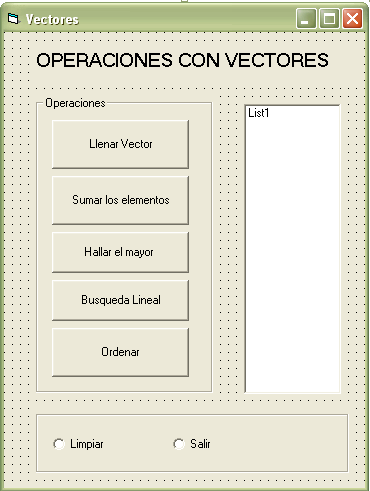 Vectores
OPERACIONES CON VECTORES
Operaciones
Llenar Vector
Sumar los elementos
Hallar el mayor
Busqueda Lineal
Ordenar
List1
Limpiar
Salir